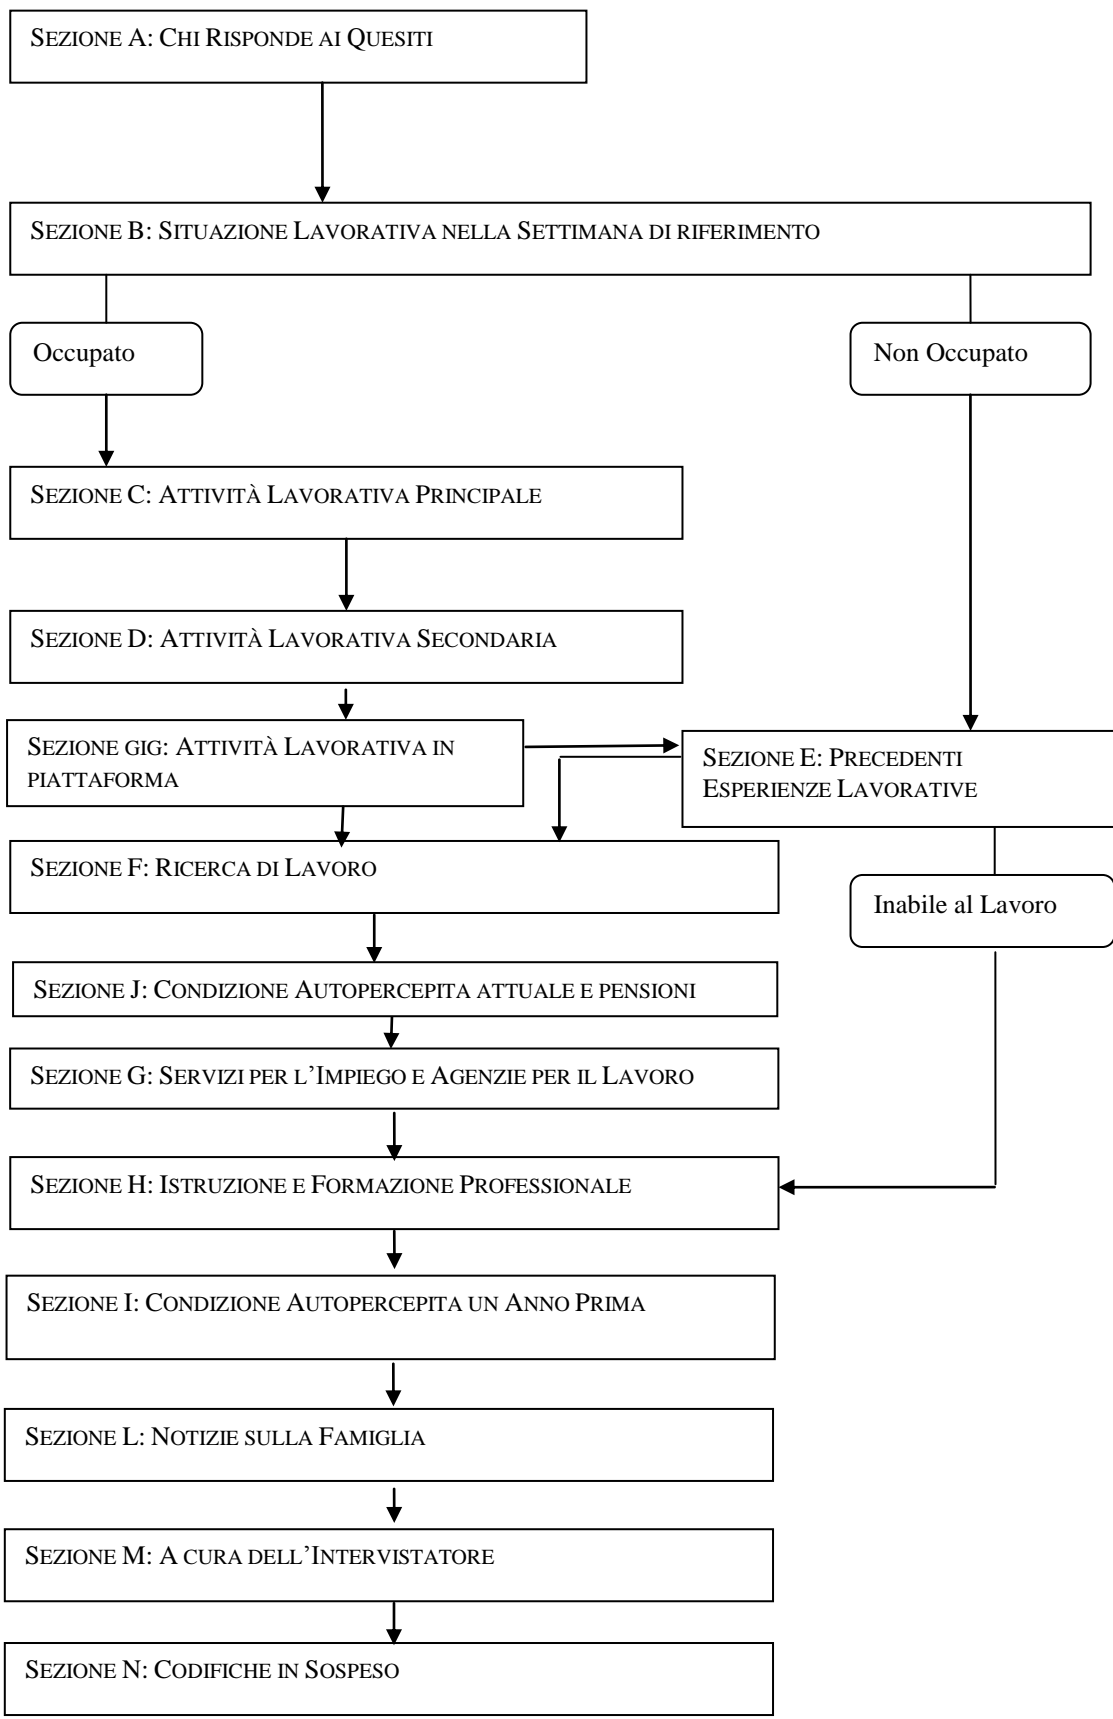 SEZIONE A: CHI RISPONDE AI QUESITI
SEZIONE B: SITUAZIONE LAVORATIVA NELLA SETTIMANA DI RIFERIMENTO
Occupato
Non Occupato
SEZIONE C: ATTIVITÀ LAVORATIVA PRINCIPALE
SEZIONE D: ATTIVITÀ LAVORATIVA SECONDARIA
SEZIONE GIG: ATTIVITÀ LAVORATIVA IN
PIATTAFORMA
SEZIONE E: PRECEDENTI
ESPERIENZE LAVORATIVE
SEZIONE F: RICERCA DI LAVORO
Inabile al Lavoro
SEZIONE J: CONDIZIONE AUTOPERCEPITA ATTUALE E PENSIONI
SEZIONE G: SERVIZI PER L'IMPIEGO E AGENZIE PER IL LAVORO
SEZIONE H: ISTRUZIONE E FORMAZIONE PROFESSIONALE
SEZIONE I: CONDIZIONE AUTOPERCEPITA UN ANNO PRIMA
SEZIONE L: NOTIZIE SULLA FAMIGLIA
SEZIONE M: A CURA DELL'INTERVISTATORE
SEZIONE N: CODIFICHE IN SOSPESO